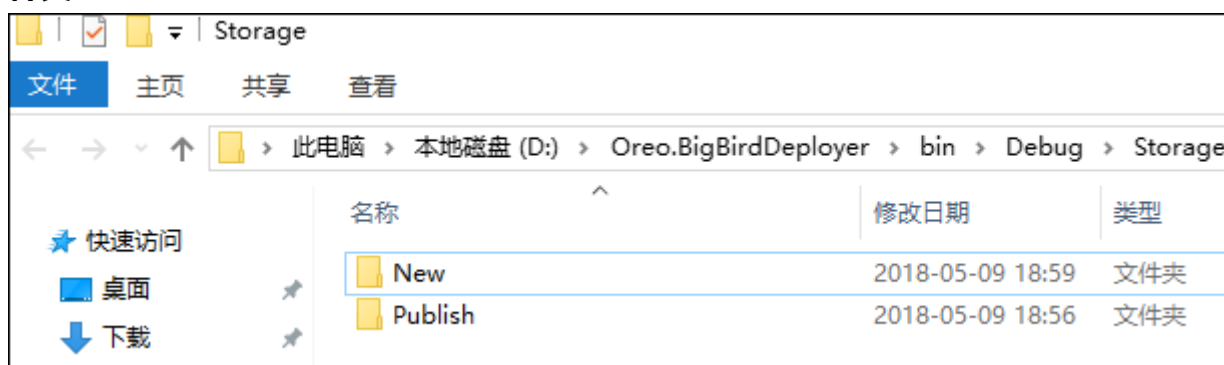 Storage
文件 主页 共享 查看
此电脑 › 本地磁盘 (D:) › Oreo.BigBirdDeployer › bin › Debug › Storage
名称 修改日期 类型
快速访问
New 2018-05-09 18:59 文件夹
桌面
Publish 2018-05-09 18:56 文件夹
下载